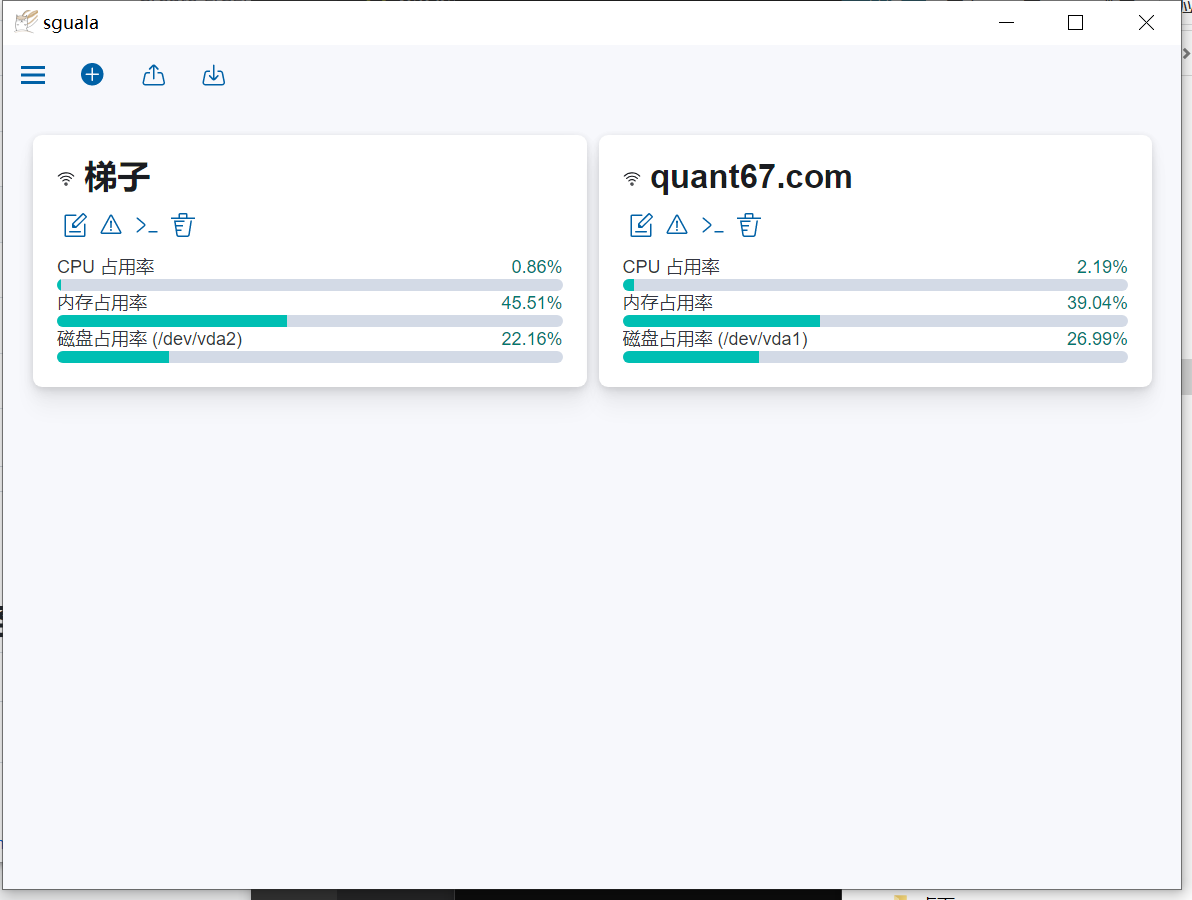 sguala
梯子
CPU 占用率 0.86%
内存占用率 45.51%
磁盘占用率 (/dev/vda2) 22.16%
quant67.com
CPU 占用率 2.19%
内存占用率 39.04%
磁盘占用率 (/dev/vda1) 26.99%